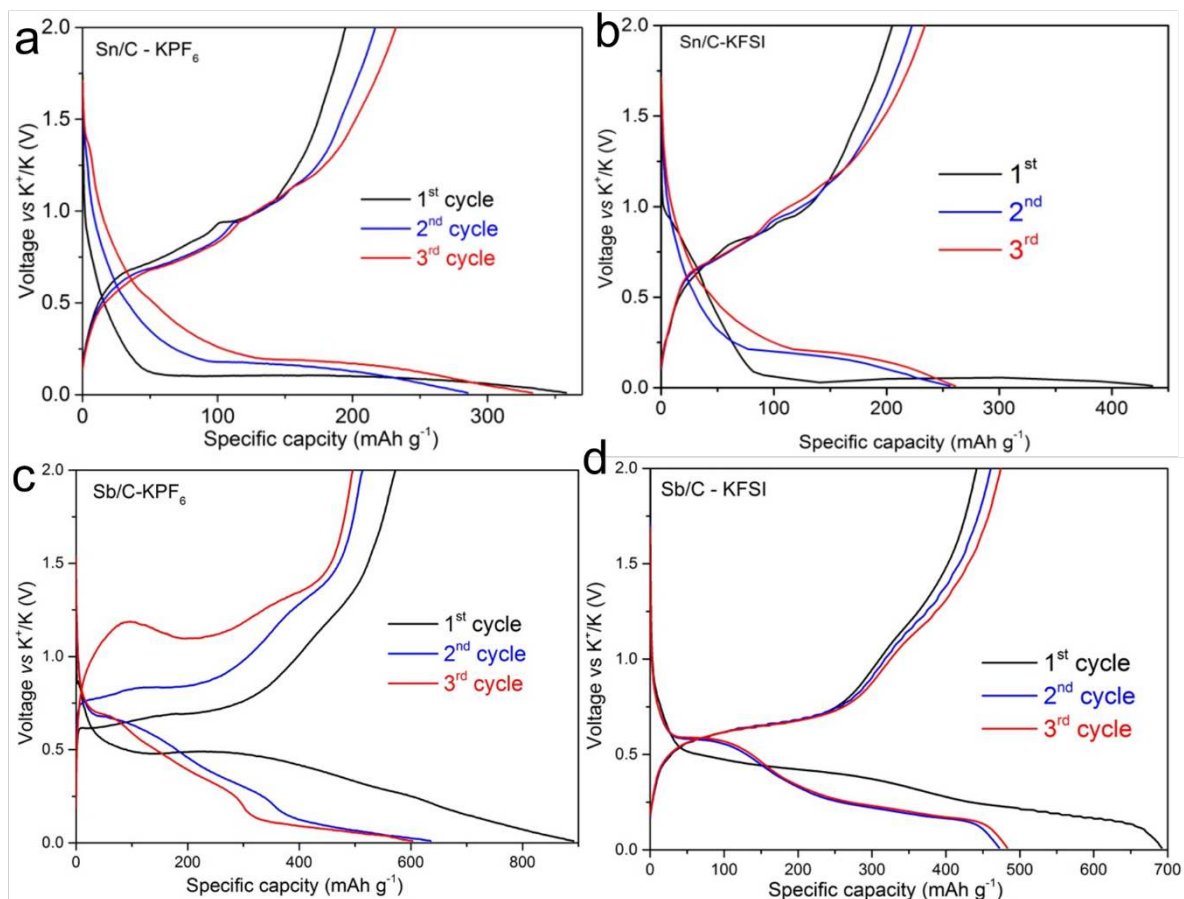 a
Sn/C - KPF6
Voltage vs K+/K (V)
2.0
1.5
1.0
0.5
0.0
1st cycle
2nd cycle
3rd cycle
0 100 200 300
Specific capcity (mAh g-1)
b
Sn/C-KFSI
Voltage vs K+/K (V)
2.0
1.5
1.0
0.5
0.0
1st
2nd
3rd
0 100 200 300 400
Specific capacity (mAh g-1)
c
Sb/C-KPF6
Voltage vs K+/K (V)
2.0
1.5
1.0
0.5
0.0
1st cycle
2nd cycle
3rd cycle
0 200 400 600 800
Specific capcity (mAh g-1)
d
Sb/C - KFSI
Voltage vs K+/K (V)
2.0
1.5
1.0
0.5
0.0
1st cycle
2nd cycle
3rd cycle
0 100 200 300 400 500 600 700
Specific capacity (mAh g-1)